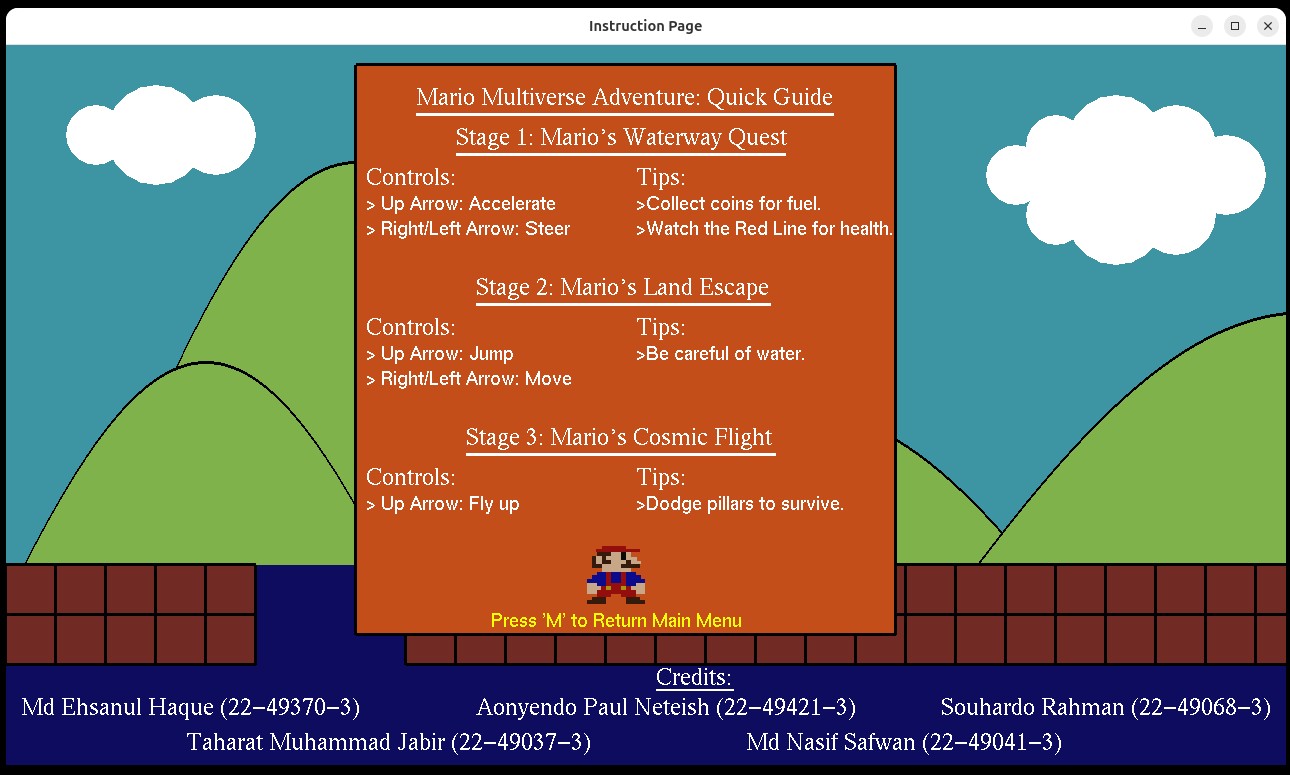 Instruction Page
Mario Multiverse Adventure: Quick Guide
Stage 1: Mario's Waterway Quest
Controls: Tips:
> Up Arrow: Accelerate >Collect coins for fuel.
> Right/Left Arrow: Steer >Watch the Red Line for health.
Stage 2: Mario's Land Escape
Controls: Tips:
> Up Arrow: Jump >Be careful of water.
> Right/Left Arrow: Move
Stage 3: Mario's Cosmic Flight
Controls: Tips:
> Up Arrow: Fly up >Dodge pillars to survive.
Press 'M' to Return Main Menu
Credits:
Md Ehsanul Haque (22-49370-3) Aonyendo Paul Neteish (22-49421-3) Souhardo Rahman (22-49068-3)
Taharat Muhammad Jabir (22-49037-3) Md Nasif Safwan (22-49041-3)